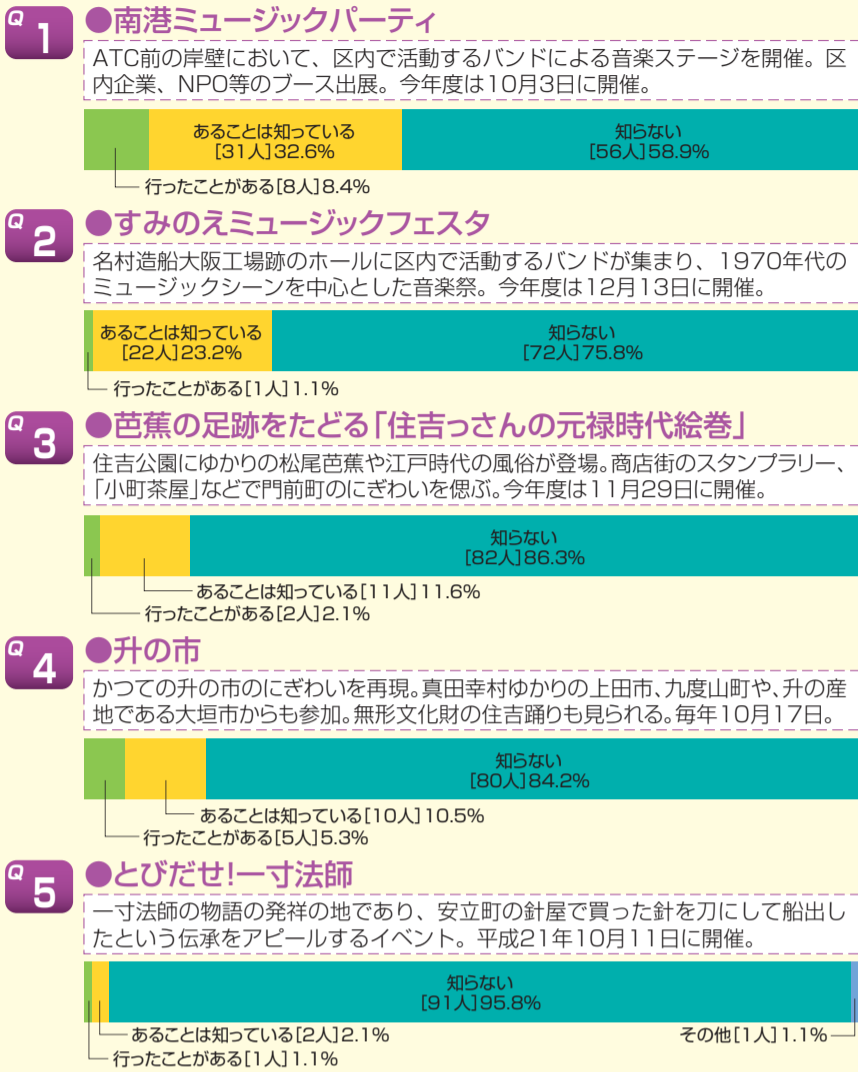 Q1 ●南港ミュージックパーティ
ATC前の岸壁において、区内で活動するバンドによる音楽ステージを開催。区
内企業、NPO等のブース出展。今年度は10月3日に開催。
あることは知っている
[31人]32.6%
知らない
[56人]58.9%
行ったことがある[8人]8.4%
Q2 ●すみのえミュージックフェスタ
名村造船大阪工場跡のホールに区内で活動するバンドが集まり、1970年代の
ミュージックシーンを中心とした音楽祭。今年度は12月13日に開催。
あることは知っている
[22人]23.2%
知らない
[72人]75.8%
行ったことがある[1人]1.1%
Q3 ●芭蕉の足跡をたどる「住吉っさんの元禄時代絵巻」
住吉公園にゆかりの松尾芭蕉や江戸時代の風俗が登場。商店街のスタンプラリー、
「小町茶屋」などで門前町のにぎわいを偲ぶ。今年度は11月29日に開催。
知らない
[82人]86.3%
あることは知っている[11人]11.6%
行ったことがある[2人]2.1%
Q4 ●升の市
かつての升の市のにぎわいを再現。真田幸村ゆかりの上田市、九度山町や、升の産
地である大垣市からも参加。無形文化財の住吉踊りも見られる。毎年10月17日。
知らない
[80人]84.2%
あることは知っている[10人]10.5%
行ったことがある[5人]5.3%
Q5 ●とびだせ!一寸法師
一寸法師の物語の発祥の地であり、安立町の針屋で買った針を刀にして船出し
たという伝承をアピールするイベント。平成21年10月11日に開催。
知らない
[91人]95.8%
あることは知っている[2人]2.1%
その他[1人]1.1%
行ったことがある[1人]1.1%